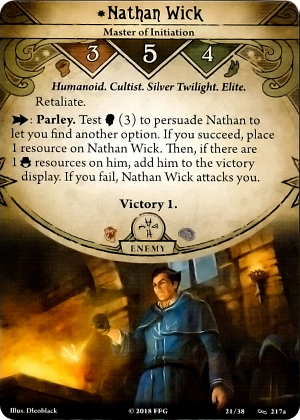 Nathan Wick
Master of Initiation
3 5 4
Humanoid. Cultist. Silver Twilight. Elite.
Retaliate.
: Parley. Test (3) to persuade Nathan to
let you find another option. If you succeed, place
1 resource on Nathan Wick. Then, if there are
1 resources on him, add him to the victory
display. If you fail, Nathan Wick attacks you.
Victory 1.
ENEMY
Illus. Dleoblack © 2018 FFG 21/38 217a